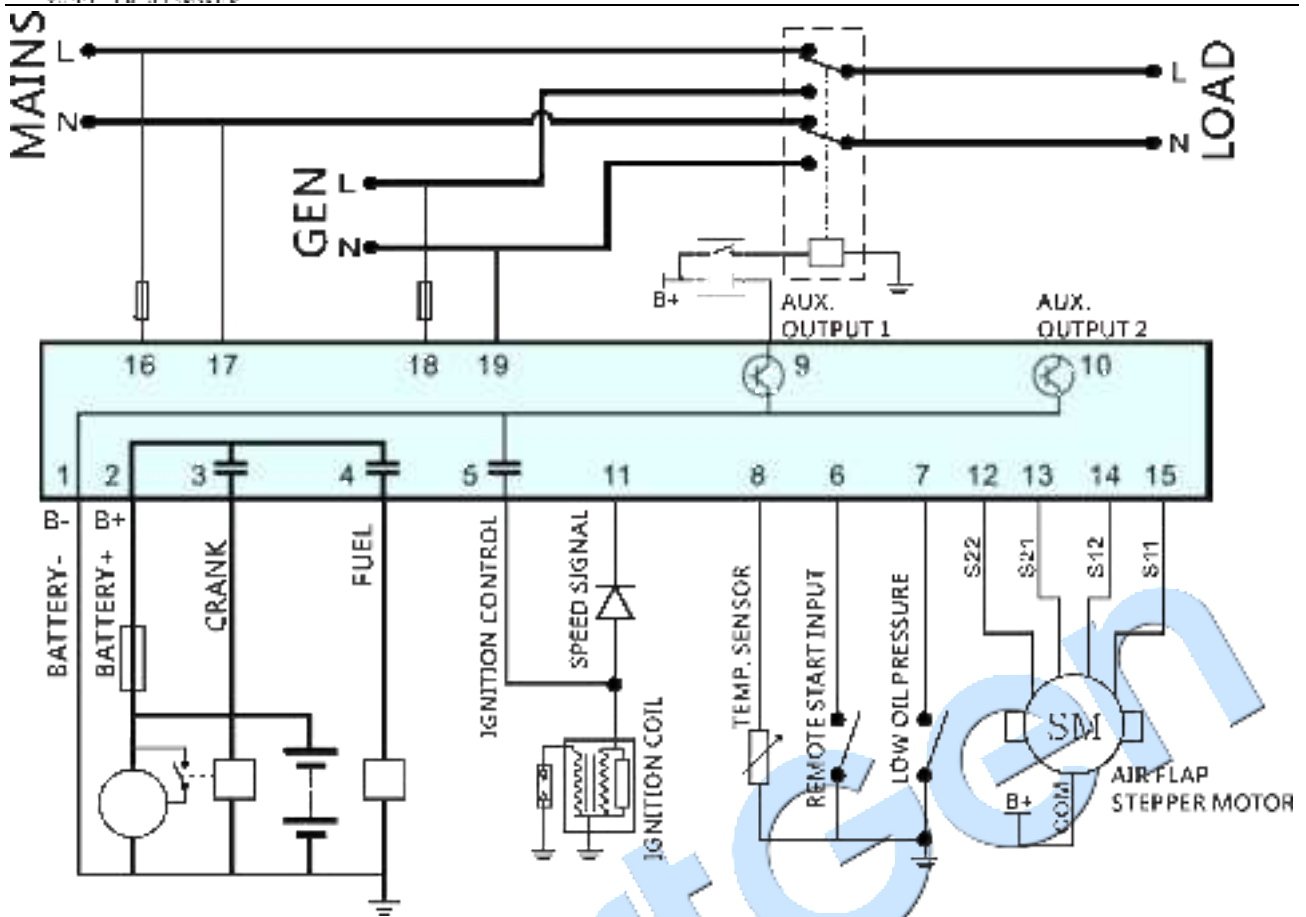 MAINS
L
N
GEN
L
N
L
N
LOAD
B+
AUX.
OUTPUT 1
AUX.
OUTPUT 2
16
17
18
19
9
10
1
2
3
4
5
11
8
6
7
12
13
14
15
B-
B+
BATTERY-
BATTERY+
CRANK
FUEL
IGNITION CONTROL
SPEED SIGNAL
IGNITION COIL
TEMP. SENSOR
REMOTE START INPUT
LOW OIL PRESSURE
S22
S21
S12
S11
SM
B+
COM
AIR FLAP
STEPPER MOTOR
tGen